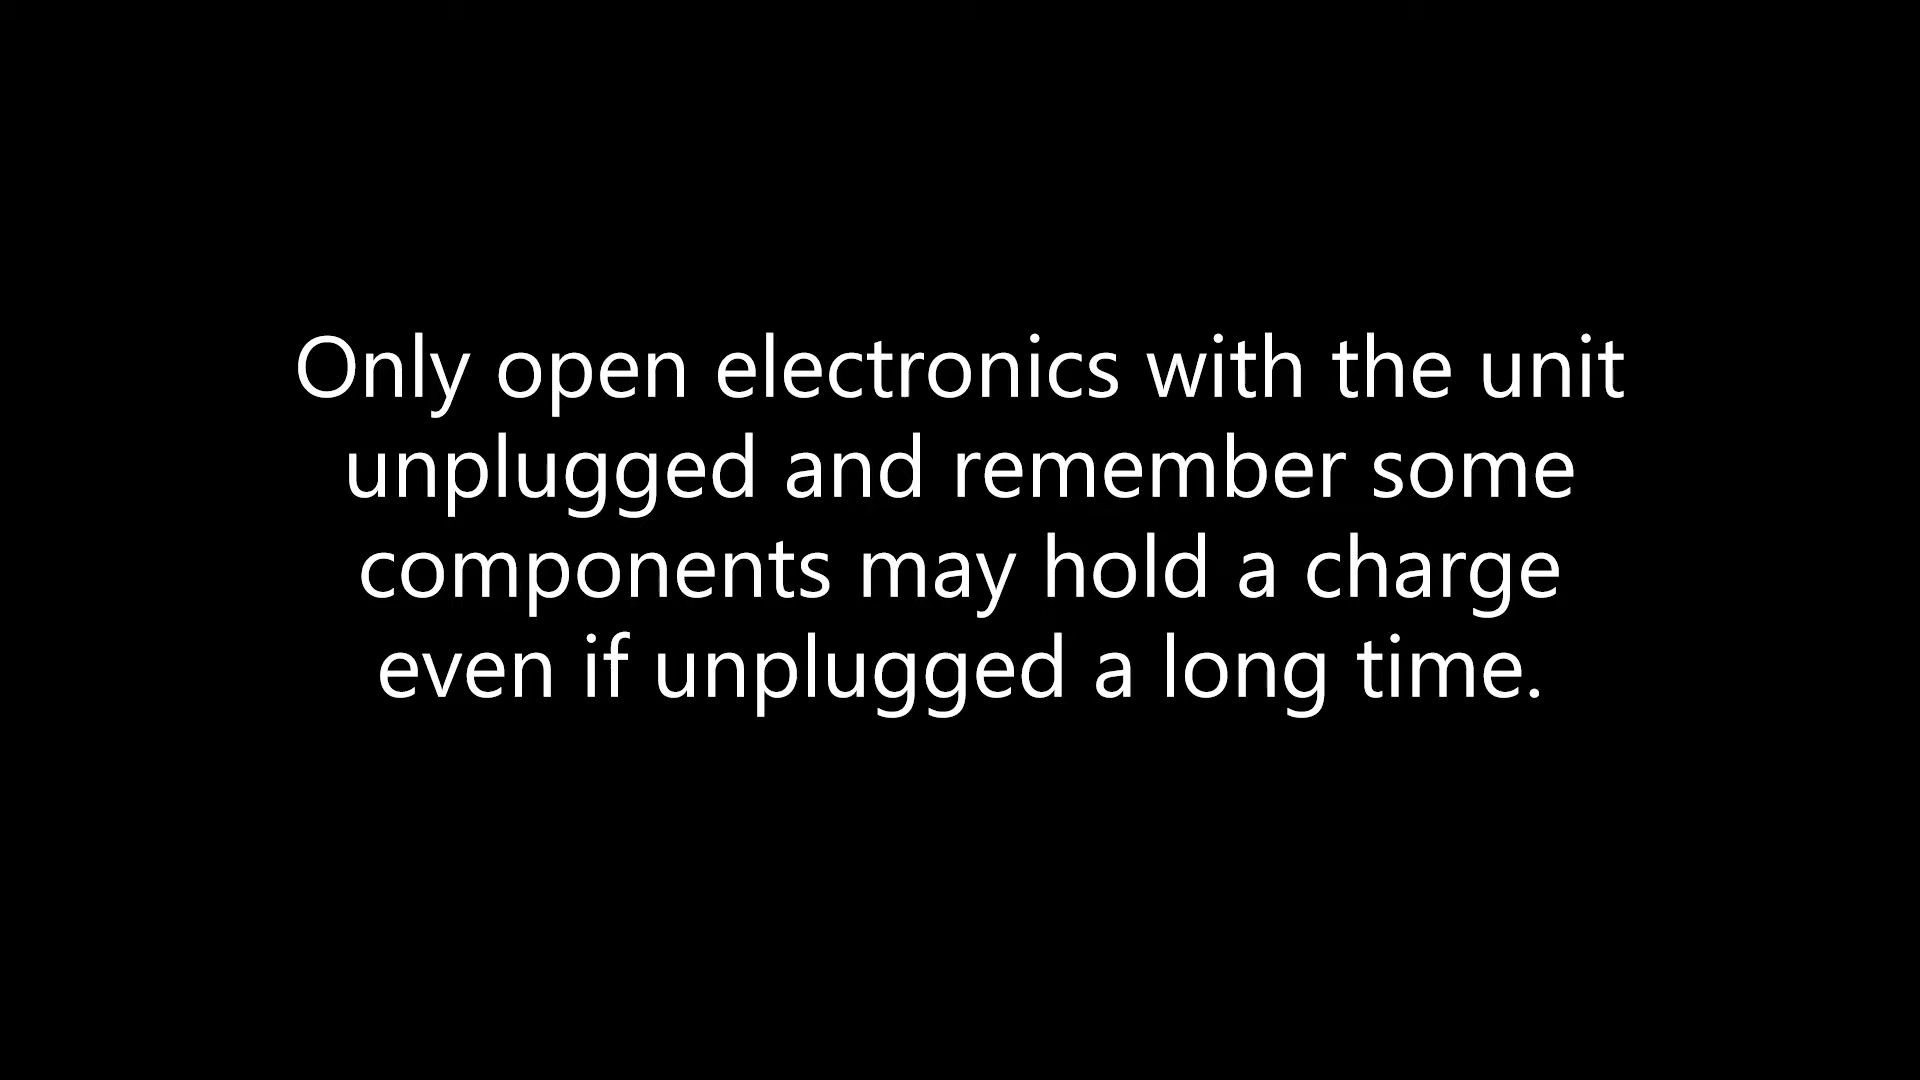 Only open electronics with the unit
unplugged and remember some
components may hold a charge
even if unplugged a long time.